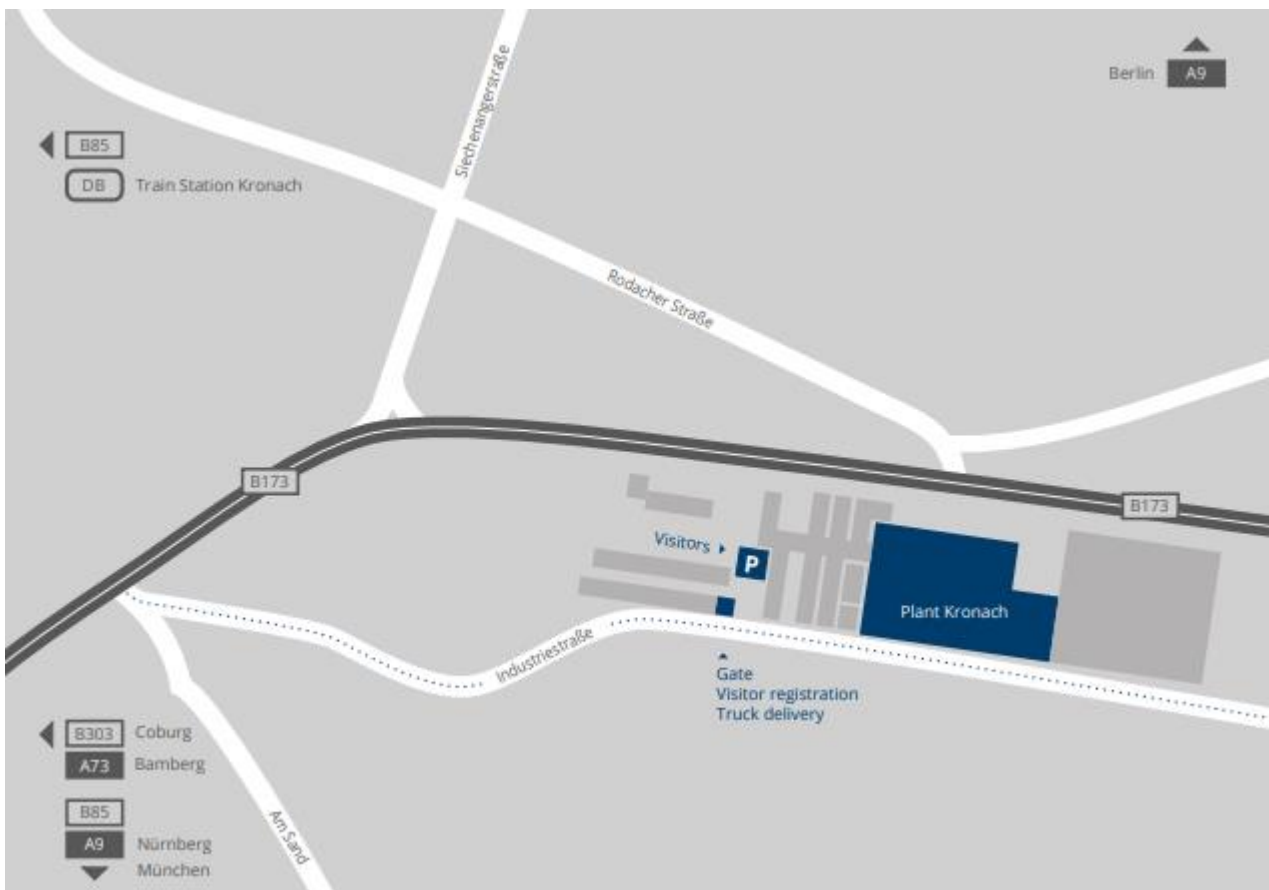 Siechenangerstraße
Berlin A9
B85
DB Train Station Kronach
Rodacher Straße
B173
B173
Visitors
P
Plant Kronach
Industriestraße
Gate
Visitor registration
Truck delivery
B303 Coburg
A73 Bamberg
B85
A9 Nürnberg
München
Am Sand